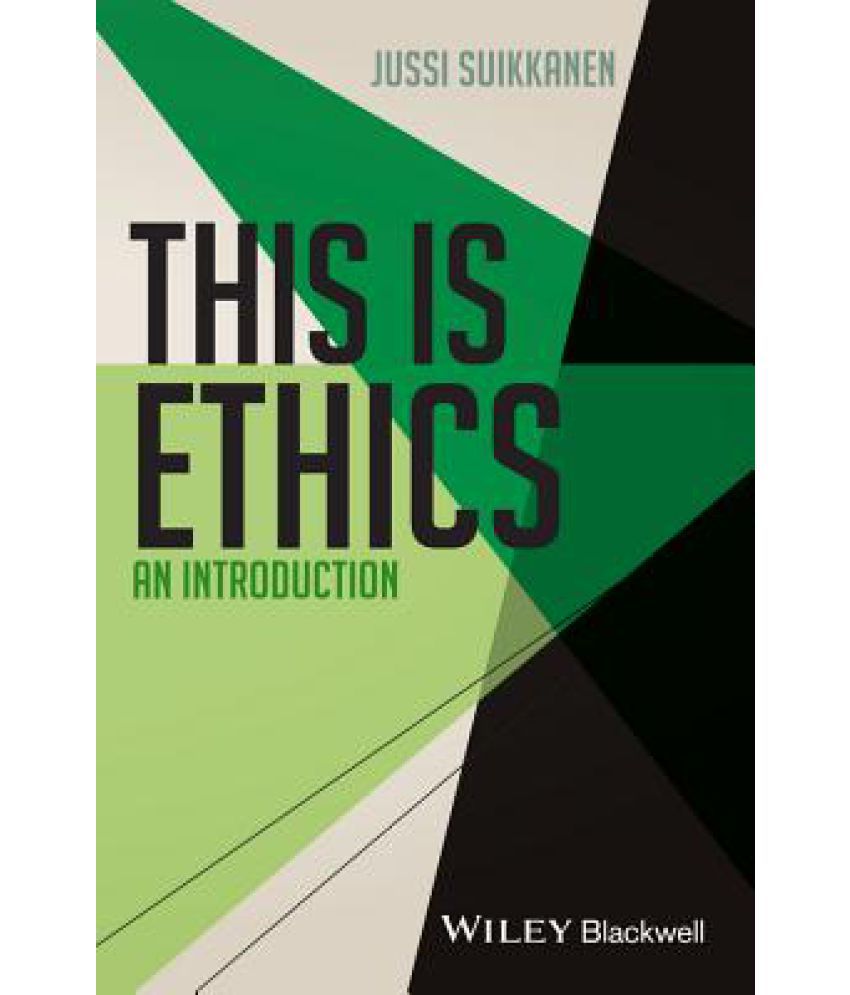 JUSSI SUIKKANEN
THIS IS
ETHICS
AN INTRODUCTION
WILEY Blackwell